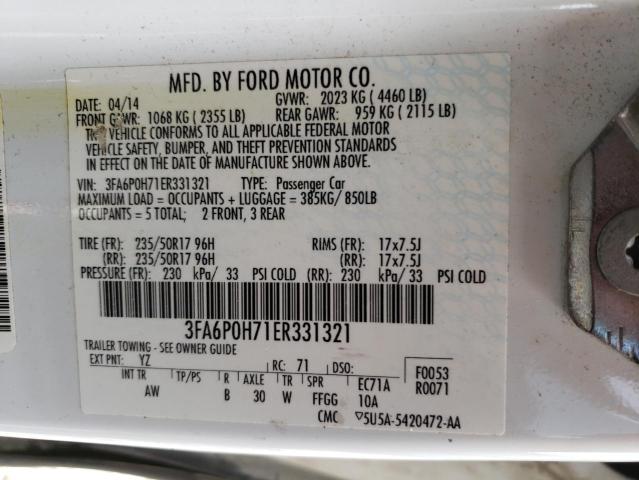 MFD. BY FORD MOTOR CO.
DATE: 04/14 GVWR: 2023 KG ( 4460 LB)
FRONT GAWR: 1068 KG ( 2355 LB) REAR GAWR: 959 KG ( 2115 LB)
THIS VEHICLE CONFORMS TO ALL APPLICABLE FEDERAL MOTOR
VEHICLE SAFETY, BUMPER, AND THEFT PREVENTION STANDARDS
IN EFFECT ON THE DATE OF MANUFACTURE SHOWN ABOVE.
VIN: 3FA6P0H71ER331321 TYPE: Passenger Car
MAXIMUM LOAD = OCCUPANTS + LUGGAGE = 385KG/ 850LB
OCCUPANTS = 5 TOTAL; 2 FRONT, 3 REAR
TIRE (FR): 235/50R17 96H RIMS (FR): 17x7.5J
(RR): 235/50R17 96H (RR): 17x7.5J
PRESSURE (FR): 230 kPa/ 33 PSI COLD (RR): 230 kPa/ 33 PSI COLD
3FA6P0H71ER331321
TRAILER TOWING - SEE OWNER GUIDE
EXT PNT: YZ RC: 71 DSO: F0053
INT TR TP/PS R AXLE TR SPR EC71A R0071
AW B 30 W FFGG 10A
CMC ▽5U5A-5420472-AA